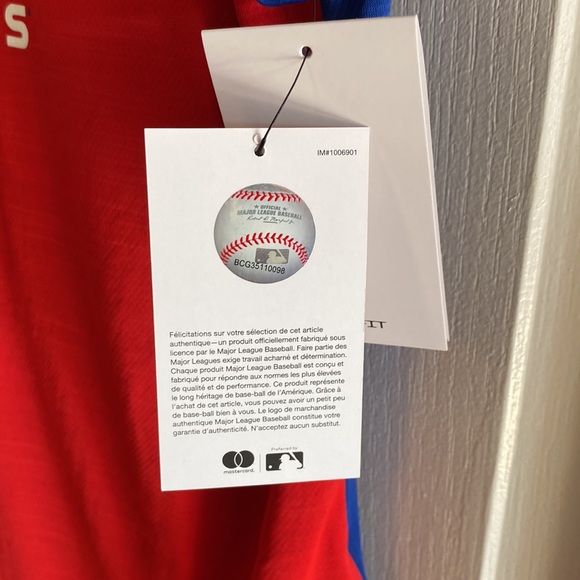 S
IM#1006901
OFFICIAL
MAJOR LEAGUE BASEBALL
BCG35110098
Félicitations sur votre sélection de cet article
authentique—un produit officiellement fabriqué sous
licence par le Major League Baseball. Faire partie des
Major Leagues exige travail acharné et détermination.
Chaque produit Major League Baseball est conçu et
fabriqué pour répondre aux normes les plus élevées
de qualité et de performance. Ce produit représente
le long héritage de base-ball de l'Amérique. Grâce à
l'achat de cet article, vous pouvez avoir un petit peu
de base-ball bien à vous. Le logo de marchandise
authentique Major League Baseball constitue votre
garantie d'authenticité. N'acceptez aucun substitut.
mastercard.
Preferred by
FIT